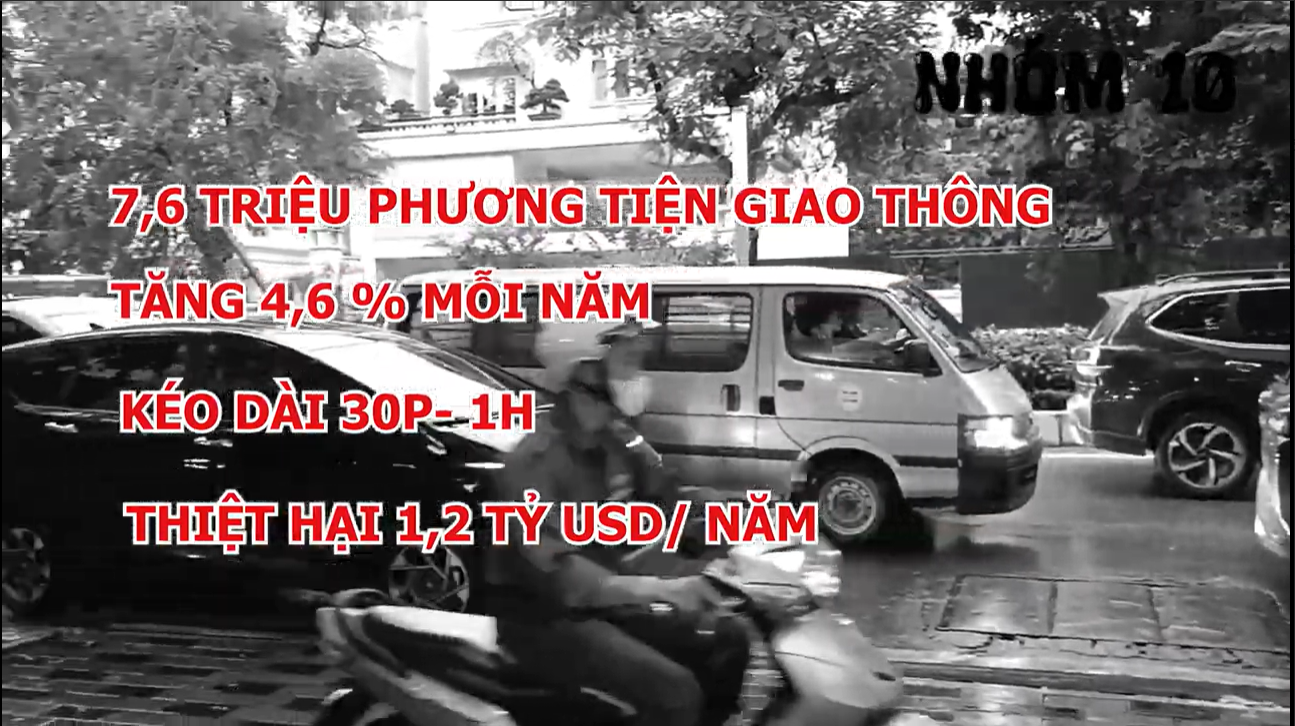 NHÓM 10
7,6 TRIỆU PHƯƠNG TIỆN GIAO THÔNG
TĂNG 4,6 % MỖI NĂM
KÉO DÀI 30P- 1H
THIỆT HẠI 1,2 TỶ USD/ NĂM